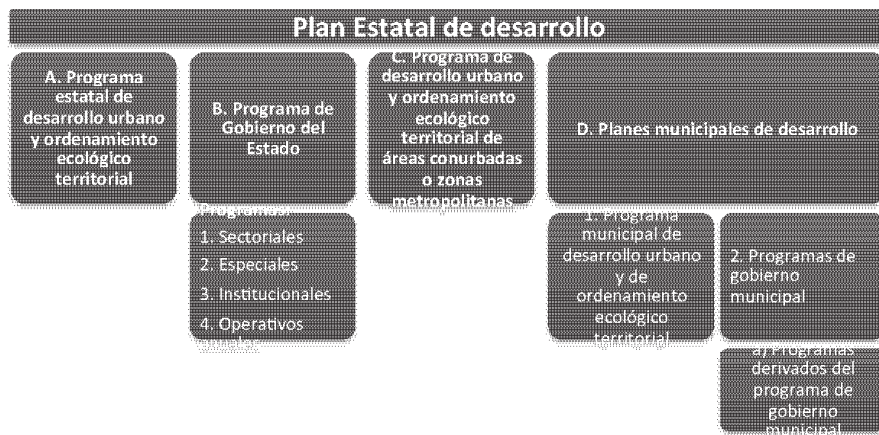 Plan Estatal de desarrollo
A. Programa
estatal de
desarrollo urbano
y ordenamiento
ecológico
territorial
B. Programa de
Gobierno del
Estado
C. Programa de
desarrollo urbano
y ordenamiento
ecológico
territorial de
áreas conurbadas
o zonas
metropolitanas
D. Planes municipales de desarrollo
Programas:
1. Sectoriales
2. Especiales
3. Institucionales
4. Operativos
anuales
1. Programa
municipal de
desarrollo urbano
y de
ordenamiento
ecológico
territorial
2. Programas de
gobierno
municipal
a) Programas
derivados del
programa de
gobierno
municipal